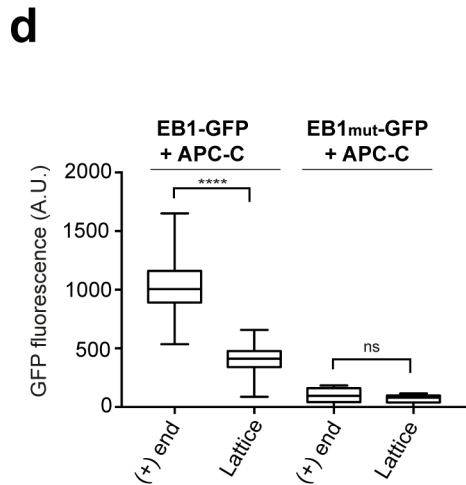 d
EB1-GFP
+ APC-C
EB1mut-GFP
+ APC-C
GFP fluorescence (A.U.)
2000
1500
1000
500
0
****
ns
(+) end
Lattice
(+) end
Lattice